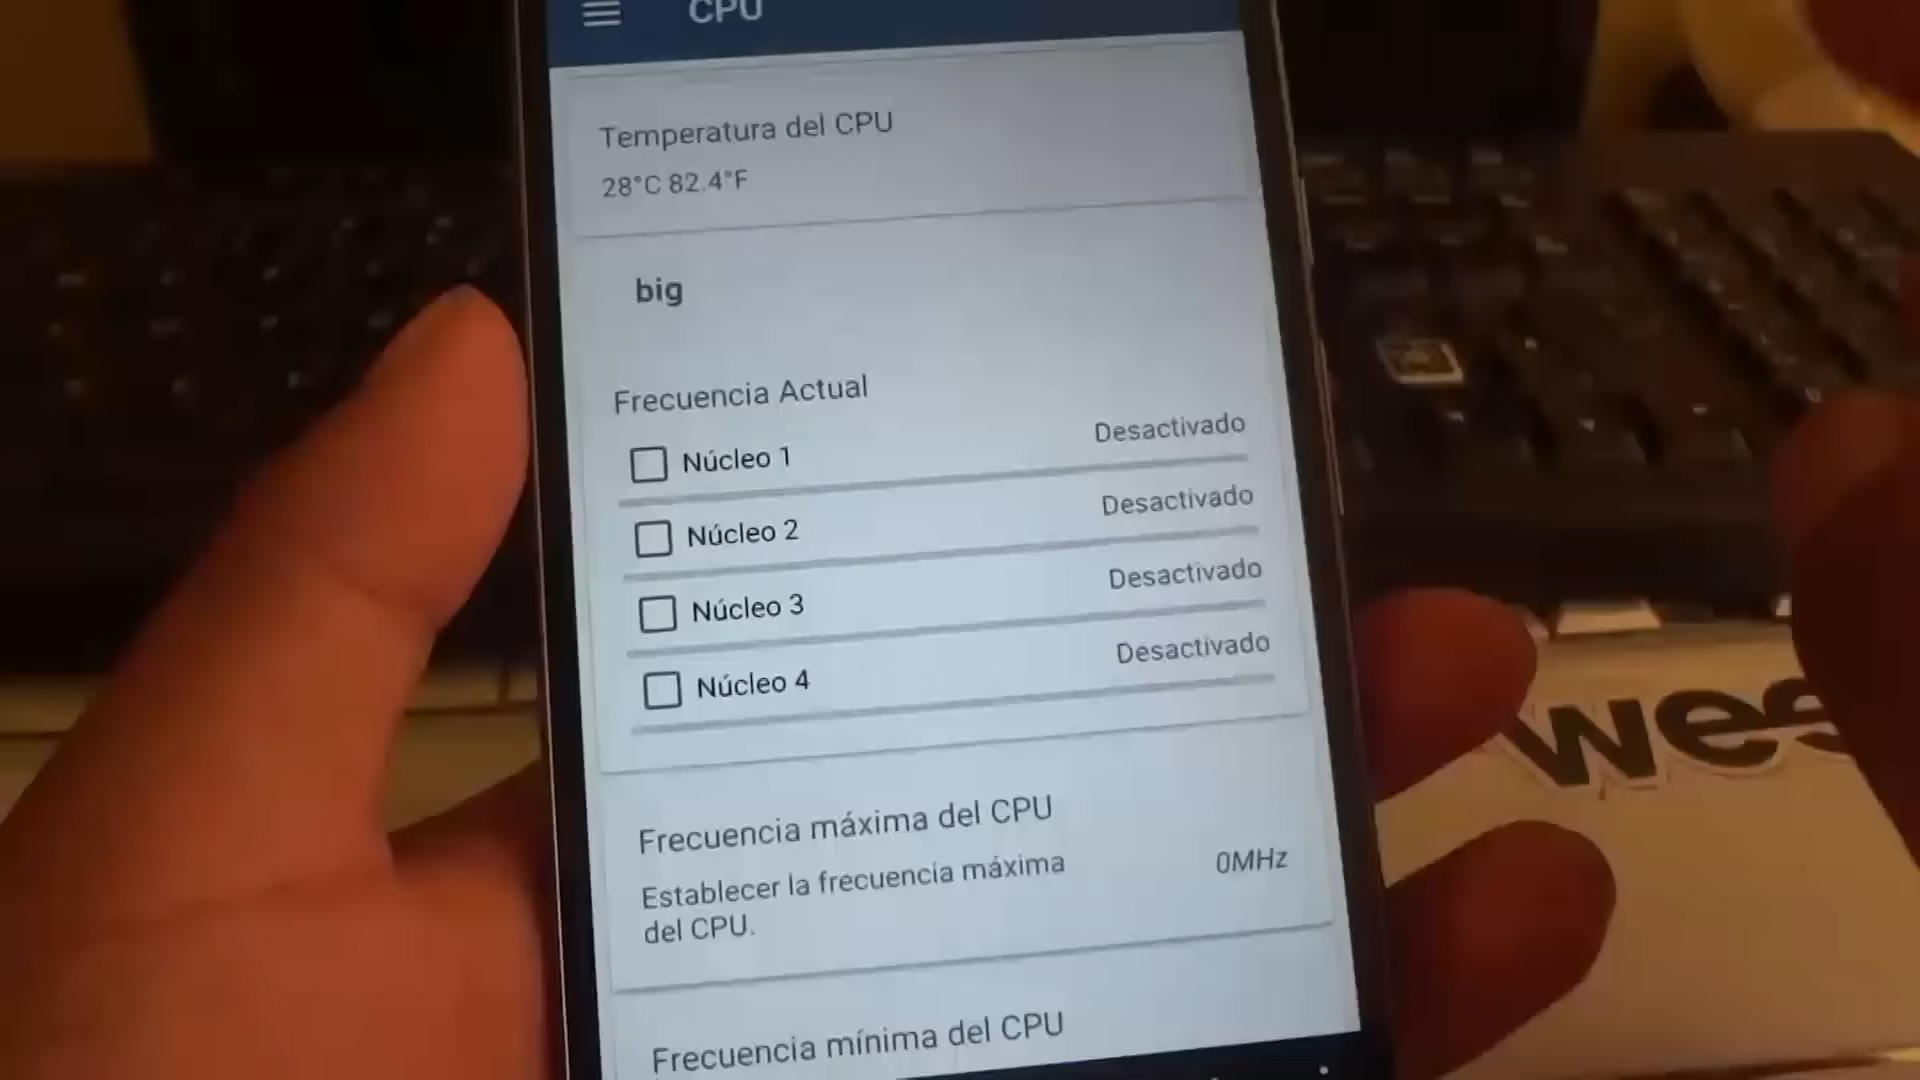 CPU
Temperatura del CPU
28°C 82.4°F
big
Frecuencia Actual
Núcleo 1 Desactivado
Núcleo 2 Desactivado
Núcleo 3 Desactivado
Núcleo 4 Desactivado
Frecuencia máxima del CPU
Establecer la frecuencia máxima 0MHz
del CPU.
Frecuencia mínima del CPU
wee